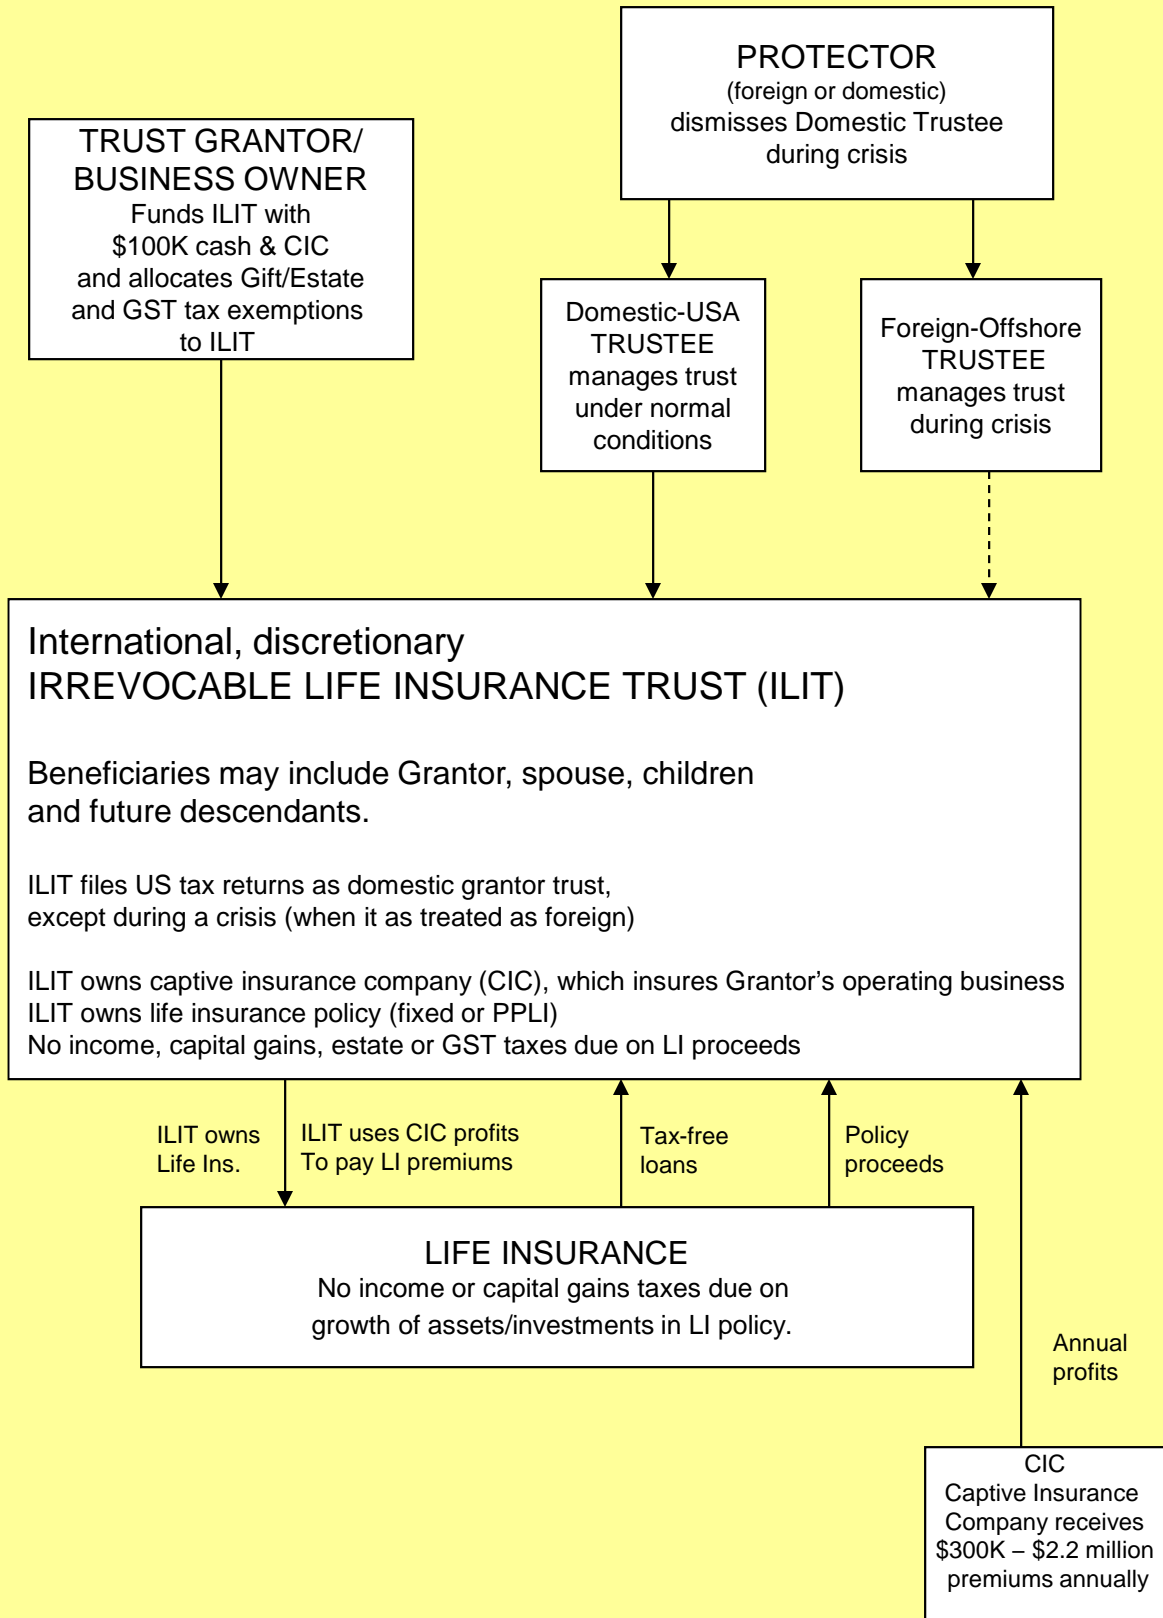 PROTECTOR
(foreign or domestic)
dismisses Domestic Trustee
during crisis
TRUST GRANTOR/
BUSINESS OWNER
Funds ILIT with
$100K cash & CIC
and allocates Gift/Estate
and GST tax exemptions
to ILIT
Domestic-USA
TRUSTEE
manages trust
under normal
conditions
Foreign-Offshore
TRUSTEE
manages trust
during crisis
International, discretionary
IRREVOCABLE LIFE INSURANCE TRUST (ILIT)
Beneficiaries may include Grantor, spouse, children
and future descendants.
ILIT files US tax returns as domestic grantor trust,
except during a crisis (when it as treated as foreign)
ILIT owns captive insurance company (CIC), which insures Grantor’s operating business
ILIT owns life insurance policy (fixed or PPLI)
No income, capital gains, estate or GST taxes due on LI proceeds
ILIT owns
Life Ins.
ILIT uses CIC profits
To pay LI premiums
Tax-free
loans
Policy
proceeds
LIFE INSURANCE
No income or capital gains taxes due on
growth of assets/investments in LI policy.
Annual
profits
CIC
Captive Insurance
Company receives
$300K – $2.2 million
premiums annually